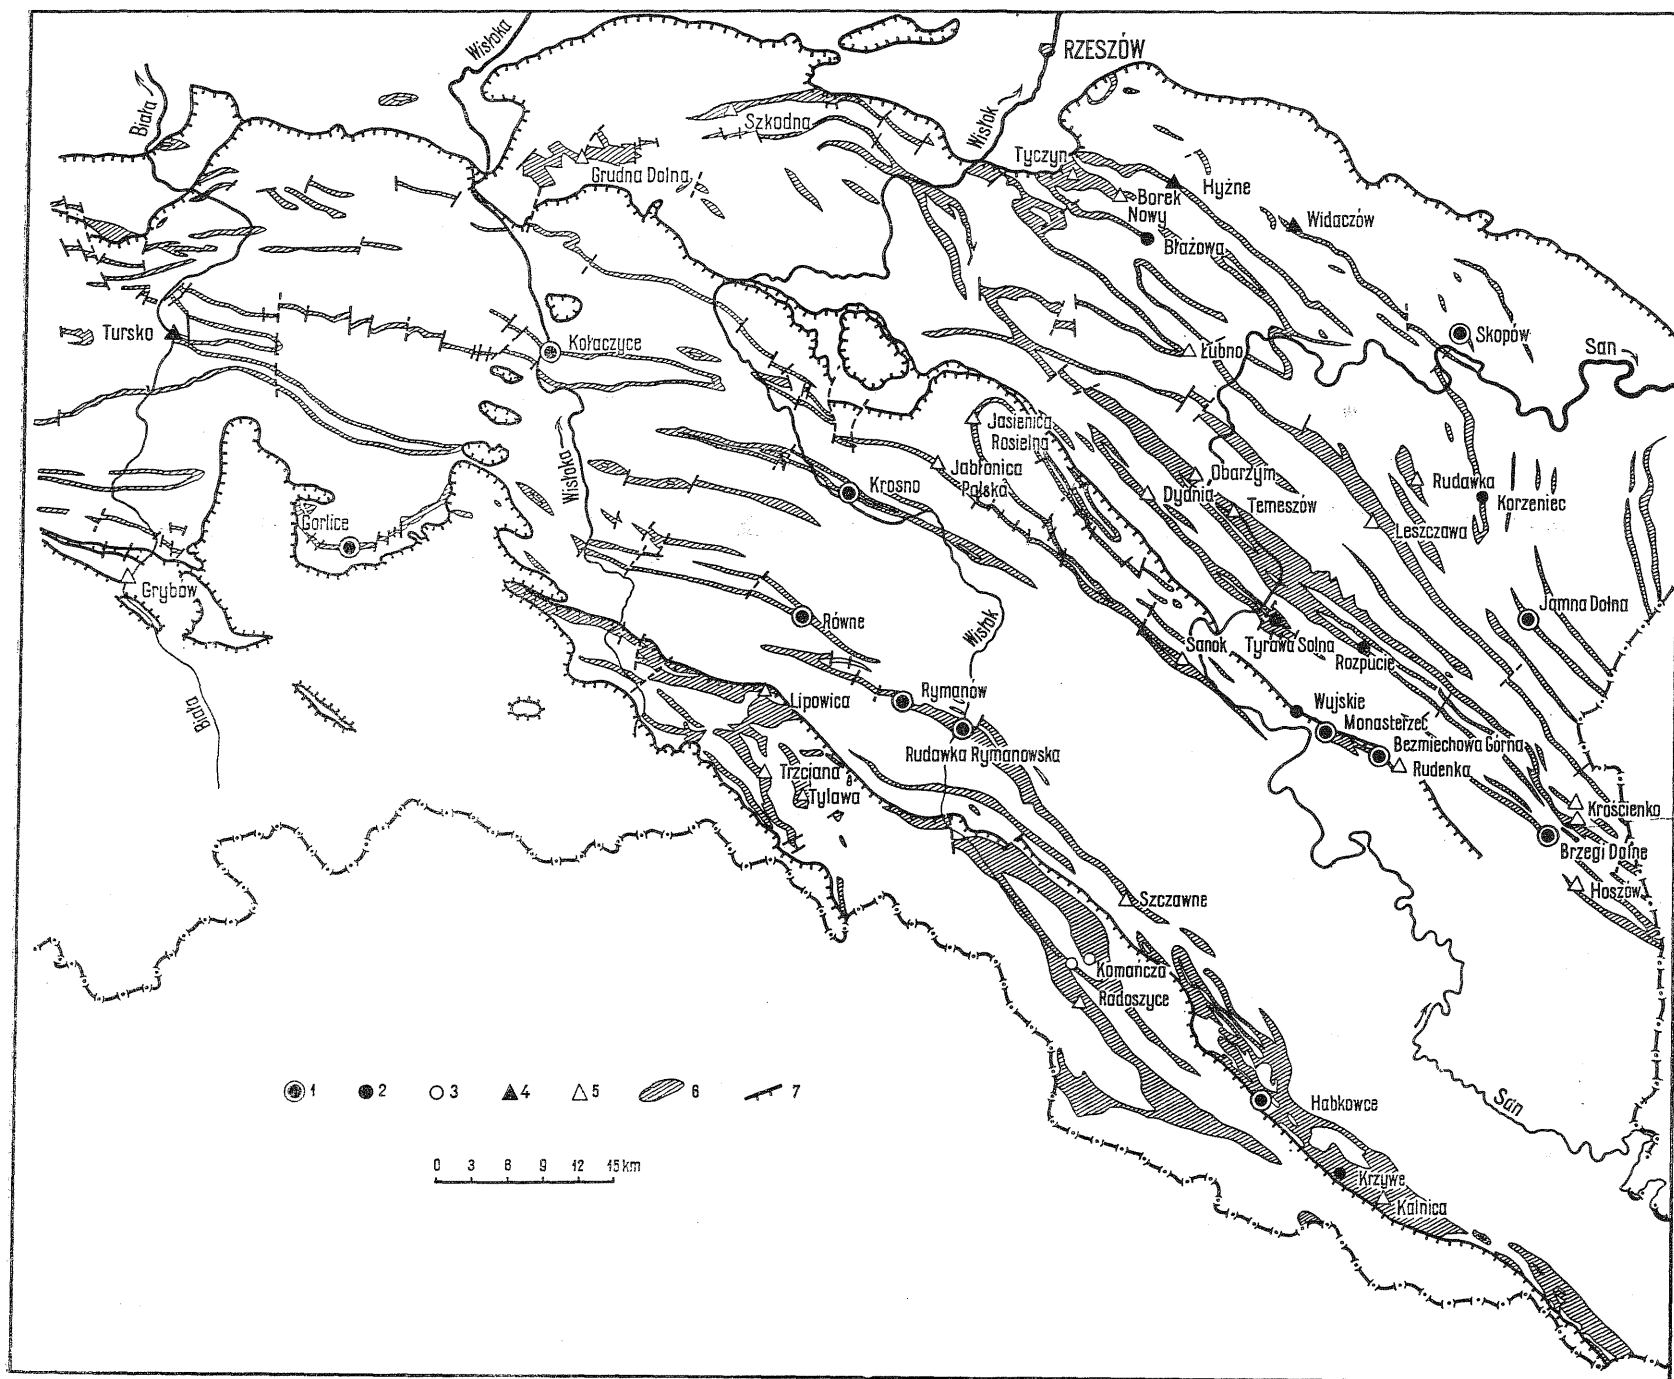 Wisłoka
RZESZÓW
Biała
Szkodna
Wisłok
Tyczyn
Grudna Dolna
Hyżne
Borek
Nowy
Widaczów
Błażowa
Tursko
Kołaczyce
Skopów
Łubno
San
Jasienica
Rosielna
Jabłonica
Polska
Obarzym
Rudawka
Krosno
Dydnia
Temeszów
Korzeniec
Wisłoka
Leszczawa
Gorlice
Grybów
Jamna Dolna
Równe
Wisłok
Sanok
Tyrawa Solna
Rozpucie
Rymanów
Lipowica
Wujskie
Monasterzec
Biała
Bezmiechowa Górna
Rudawka Rymanowska
Rudenka
Trzciana
Tylawa
Krościenko
Brzegi Dolne
Hoszów
Szczawne
Komańcza
Radoszyce
1 2 3 4 5 6 7
Habkowce
San
0 3 6 9 12 15 km
Krzywe
Kalnica